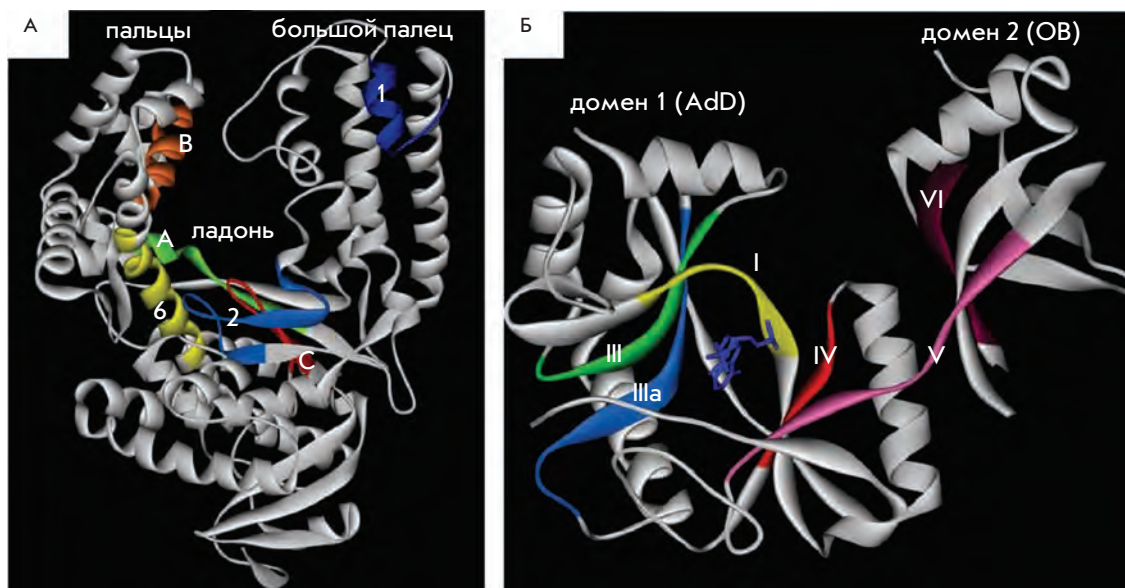 А
пальцы
большой палец
1
B
ладонь
A
6
2
C
Б
домен 2 (OB)
домен 1 (AdD)
VI
I
III
IV
V
IIIa